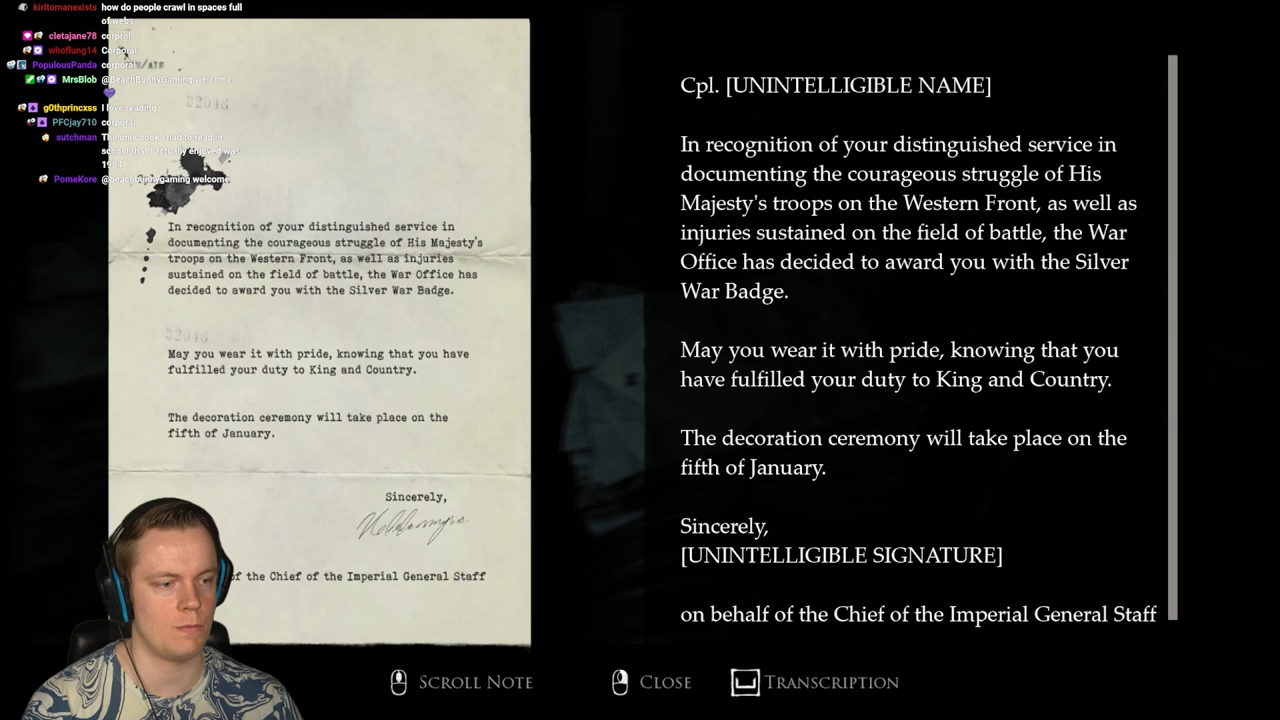 kiritomanexists how do people crawl in spaces full
of webs
cletajane78 corprol
whoflung14 Corporal
PopulousPanda corporal
MrsBlob @BeachBunnyGaming welcome
g0thprincxss I love reading
PFCjay710 corporal
sutchman The only book I had to read in
school that I actually enjoyed was
1984
PomeKore @beachbunnygaming welcome
32046
In recognition of your distinguished service in
documenting the courageous struggle of His Majesty's
troops on the Western Front, as well as injuries
sustained on the field of battle, the War Office has
decided to award you with the Silver War Badge.
32046
May you wear it with pride, knowing that you have
fulfilled your duty to King and Country.
The decoration ceremony will take place on the
fifth of January.
Sincerely,
of the Chief of the Imperial General Staff
Cpl. [UNINTELLIGIBLE NAME]
In recognition of your distinguished service in
documenting the courageous struggle of His
Majesty's troops on the Western Front, as well as
injuries sustained on the field of battle, the War
Office has decided to award you with the Silver
War Badge.
May you wear it with pride, knowing that you
have fulfilled your duty to King and Country.
The decoration ceremony will take place on the
fifth of January.
Sincerely,
[UNINTELLIGIBLE SIGNATURE]
on behalf of the Chief of the Imperial General Staff
SCROLL NOTE
CLOSE
TRANSCRIPTION